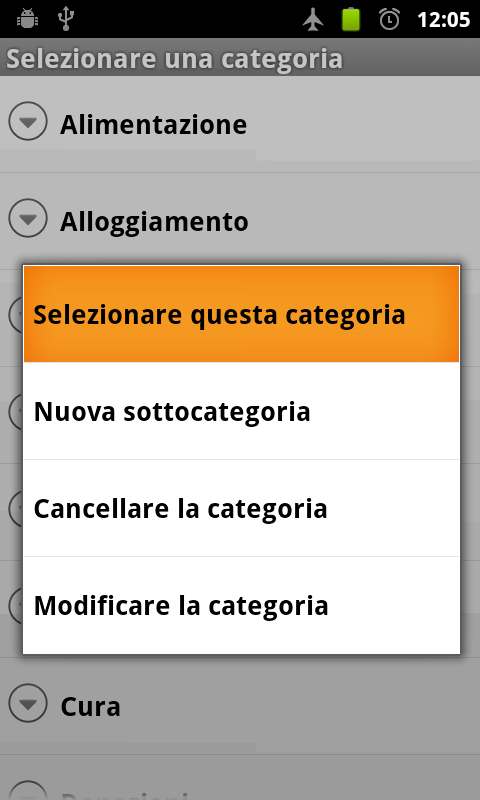 12:05
Selezionare una categoria
Alimentazione
Alloggiamento
Selezionare questa categoria
Nuova sottocategoria
Cancellare la categoria
Modificare la categoria
Cura
Donazioni